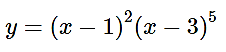 y = (x − 1)²(x − 3)⁵